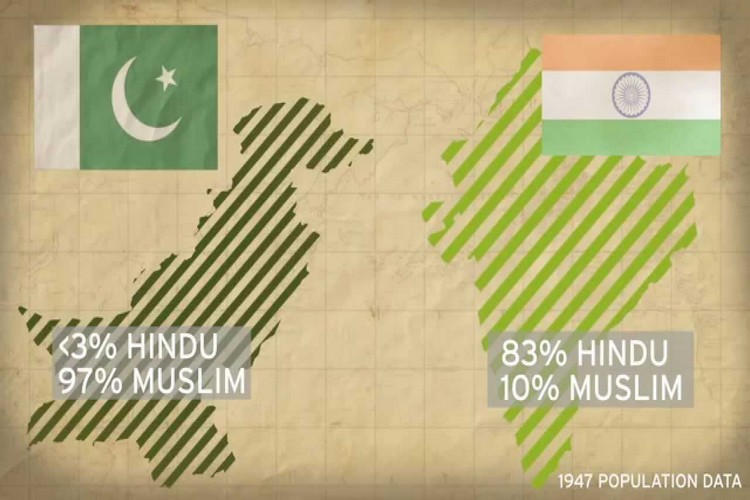 <3% HINDU
97% MUSLIM
83% HINDU
10% MUSLIM
1947 POPULATION DATA